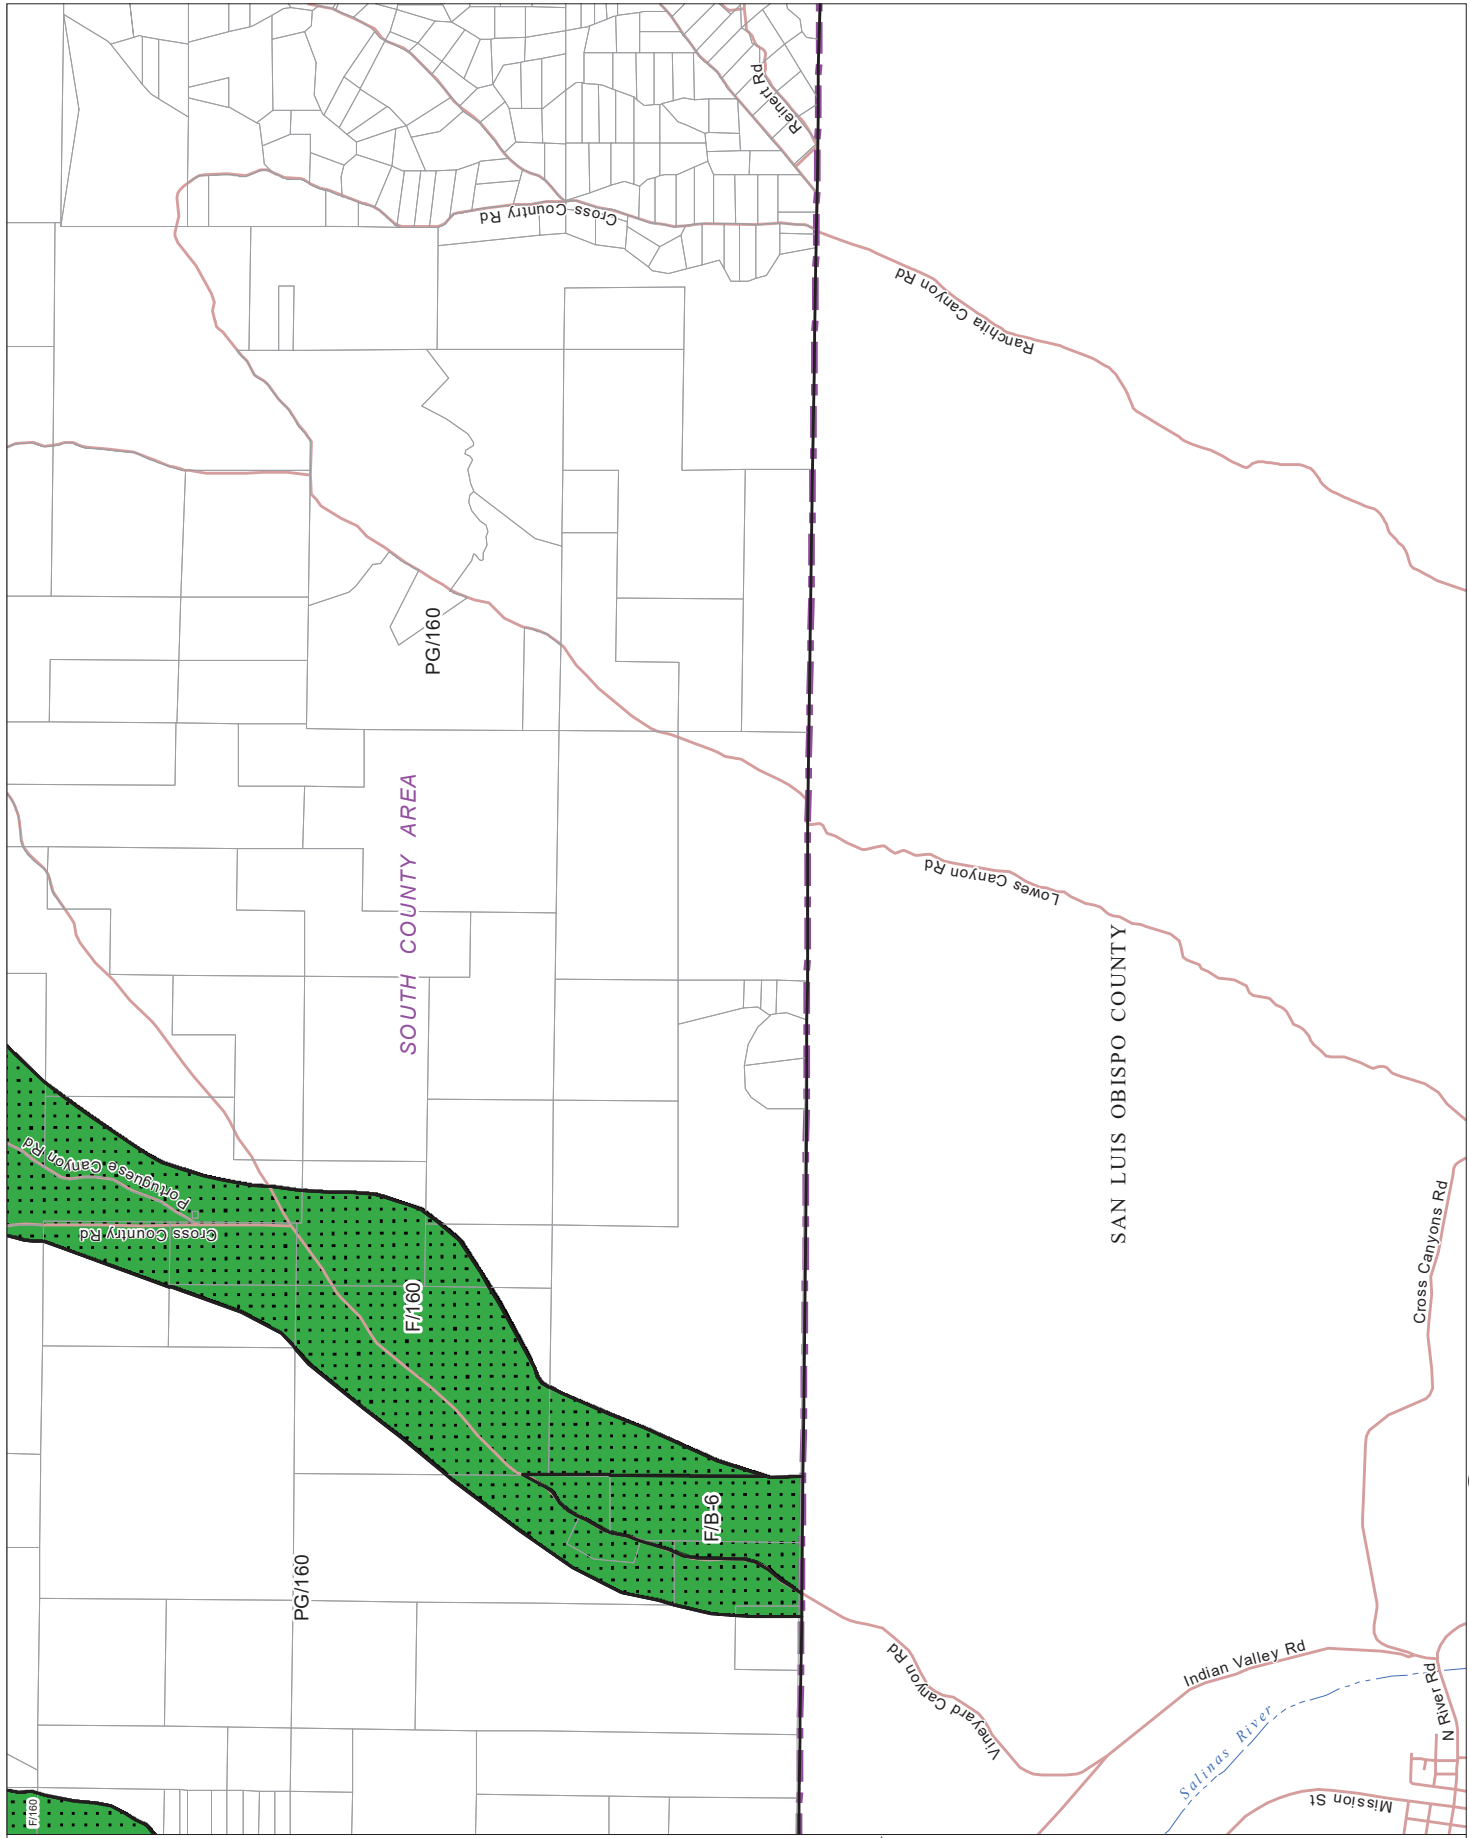 Reinert Rd
Cross Country Rd
Ranchita Canyon Rd
PG/160
SOUTH COUNTY AREA
Lowes Canyon Rd
SAN LUIS OBISPO COUNTY
Portuguese Canyon Rd
Cross Country Rd
Cross Canyons Rd
F/160
F/B-6
PG/160
Vineyard Canyon Rd
Indian Valley Rd
N River Rd
Salinas River
Mission St
F/160